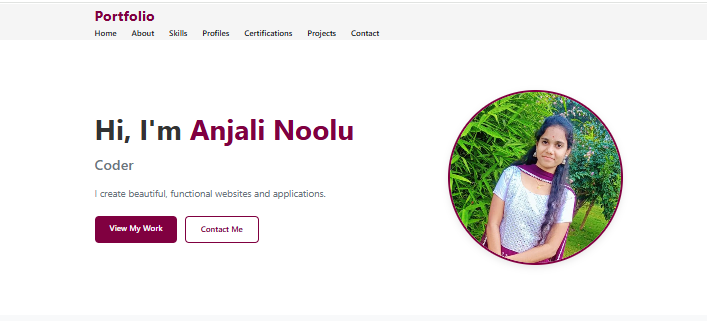 Portfolio
Home About Skills Profiles Certifications Projects Contact
Hi, I'm Anjali Noolu
Coder
I create beautiful, functional websites and applications.
View My Work Contact Me